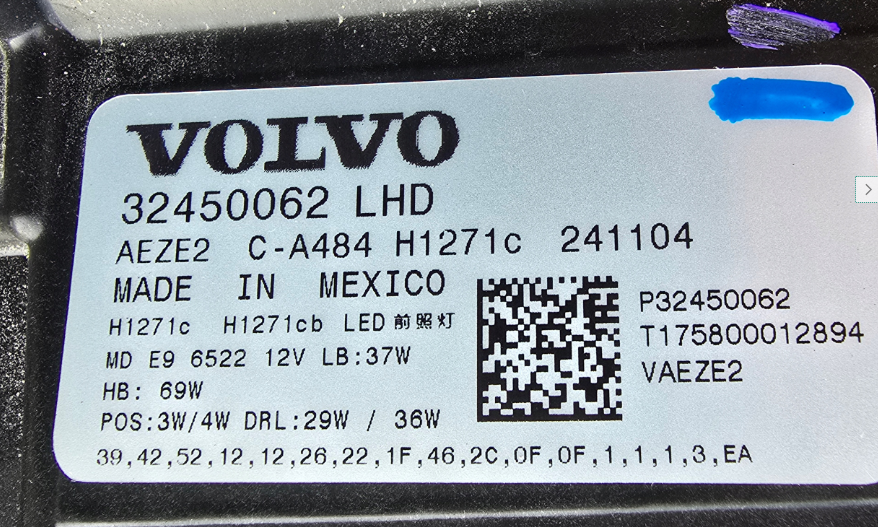 VOLVO
32450062 LHD
AEZE2 C-A484 H1271c 241104
MADE IN MEXICO
H1271c H1271cb LED 前照灯
MD E9 6522 12V LB:37W
HB: 69W
POS:3W/4W DRL:29W / 36W
39,42,52,12,12,26,22,1F,46,2C,0F,0F,1,1,1,3,EA
P32450062
T175800012894
VAEZE2